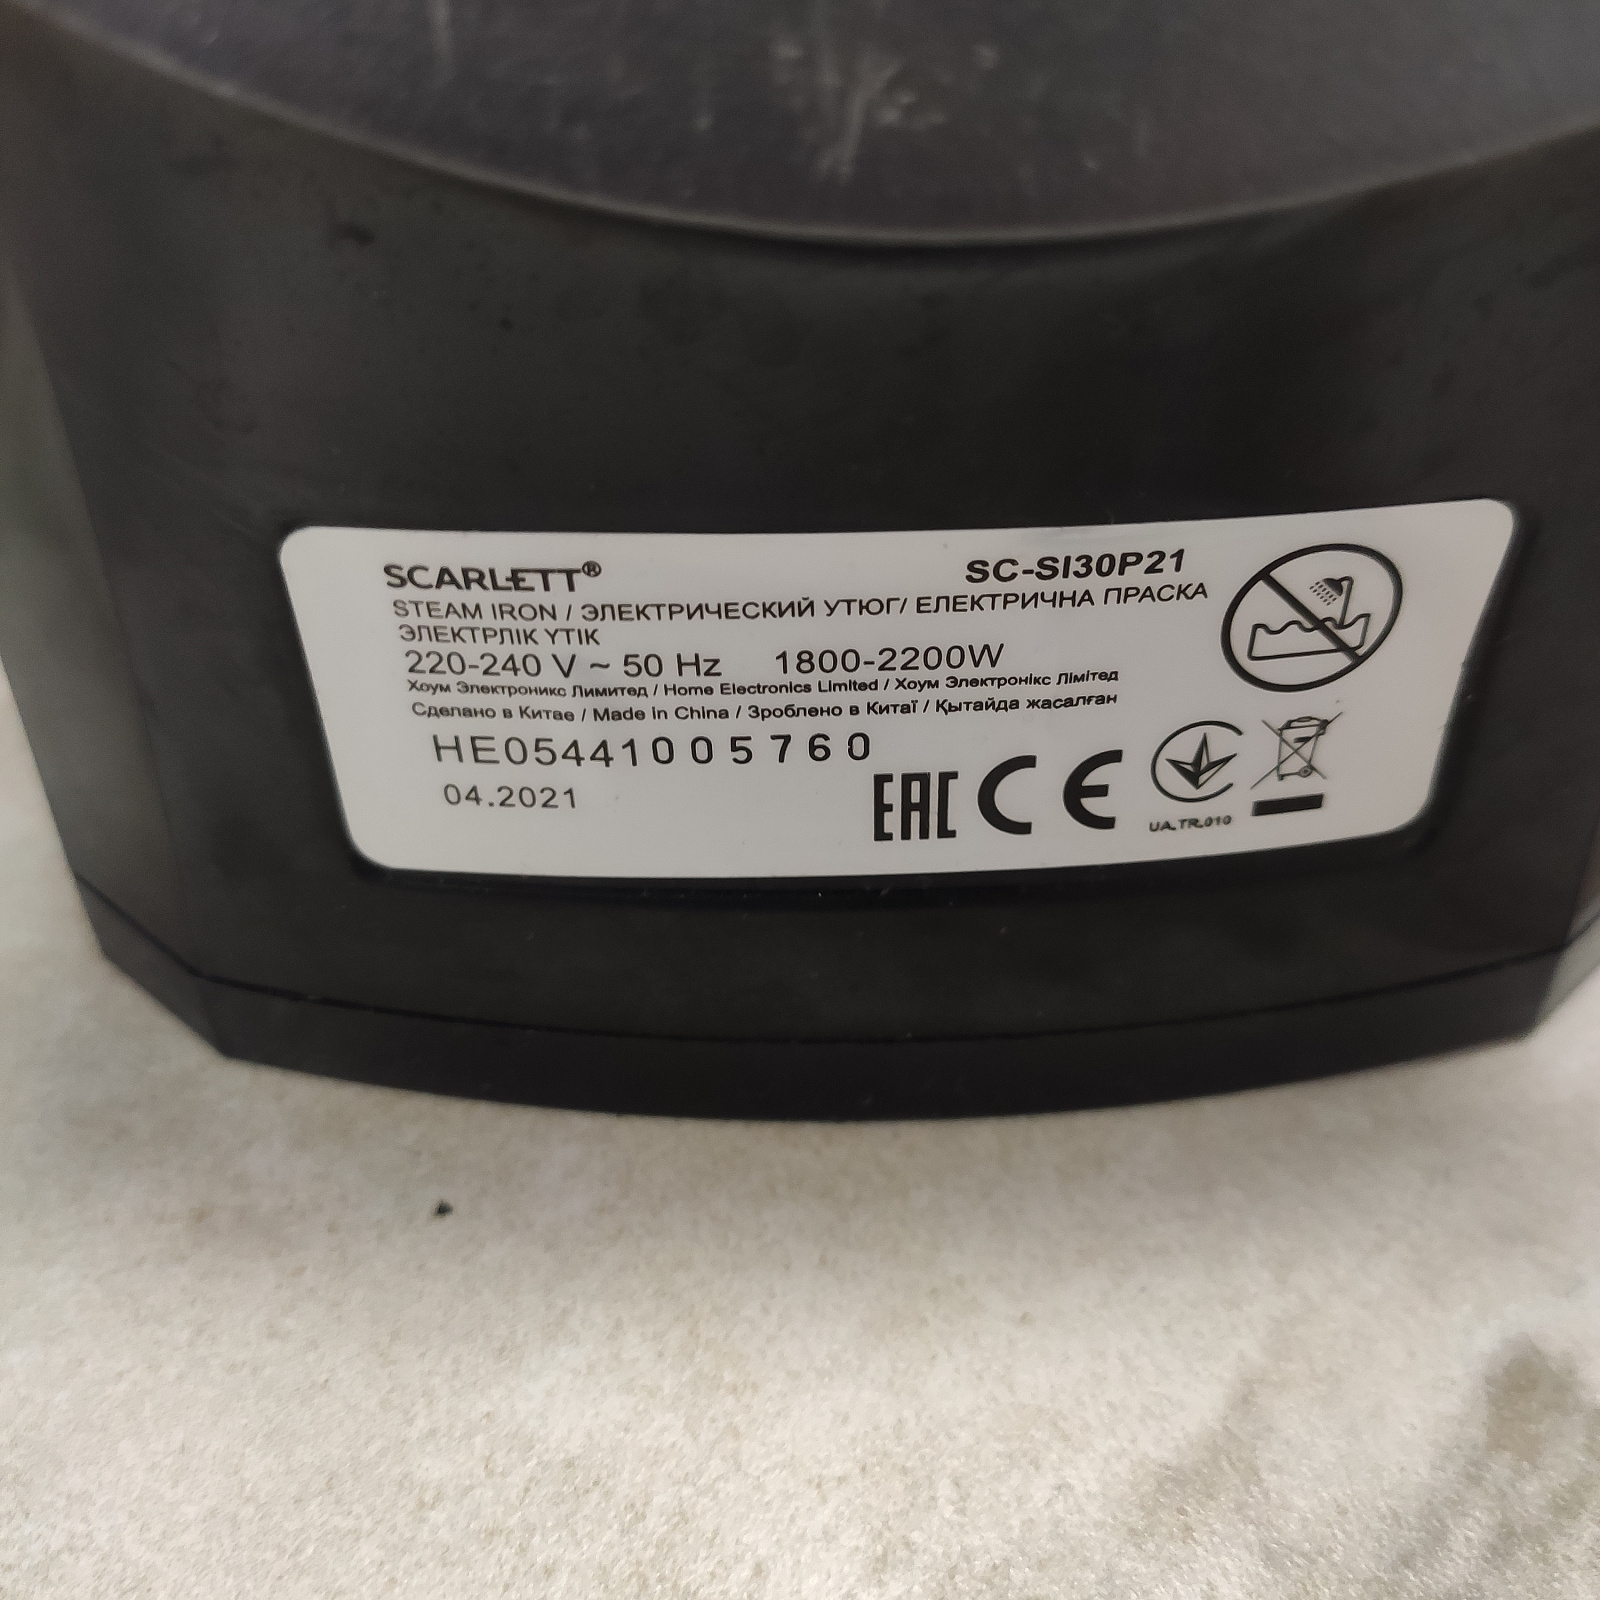 SCARLETT® SC-SI30P21
STEAM IRON / ЭЛЕКТРИЧЕСКИЙ УТЮГ/ ЕЛЕКТРИЧНА ПРАСКА
ЭЛЕКТРЛІК ҮТІК
220-240 V ~ 50 Hz 1800-2200W
Хоум Электроникс Лимитед / Home Electronics Limited / Хоум Электронікс Лімітед
Сделано в Китае / Made in China / Зроблено в Китаї / Қытайда жасалған
HE05441005760
04.2021
EAC CE
UA.TR.010